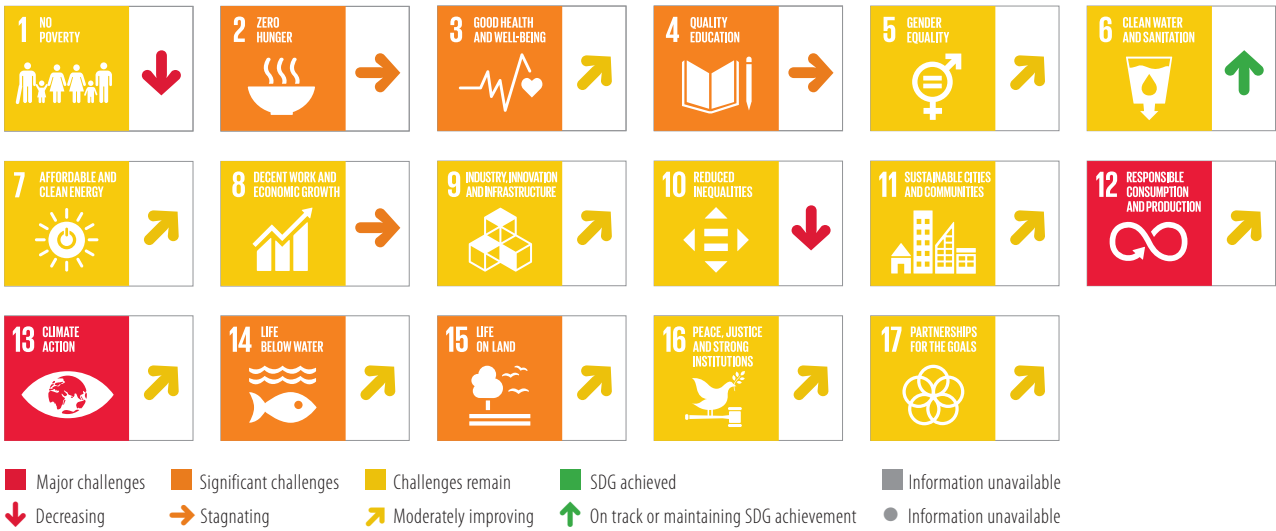 1 NO
POVERTY
2 ZERO
HUNGER
3 GOOD HEALTH
AND WELL-BEING
4 QUALITY
EDUCATION
5 GENDER
EQUALITY
6 CLEAN WATER
AND SANITATION
7 AFFORDABLE AND
CLEAN ENERGY
8 DECENT WORK AND
ECONOMIC GROWTH
9 INDUSTRY, INNOVATION
AND INFRASTRUCTURE
10 REDUCED
INEQUALITIES
11 SUSTAINABLE CITIES
AND COMMUNITIES
12 RESPONSIBLE
CONSUMPTION
AND PRODUCTION
13 CLIMATE
ACTION
14 LIFE
BELOW WATER
15 LIFE
ON LAND
16 PEACE, JUSTICE
AND STRONG
INSTITUTIONS
17 PARTNERSHIPS
FOR THE GOALS
Major challenges
Significant challenges
Challenges remain
SDG achieved
Information unavailable
Decreasing
Stagnating
Moderately improving
On track or maintaining SDG achievement
Information unavailable